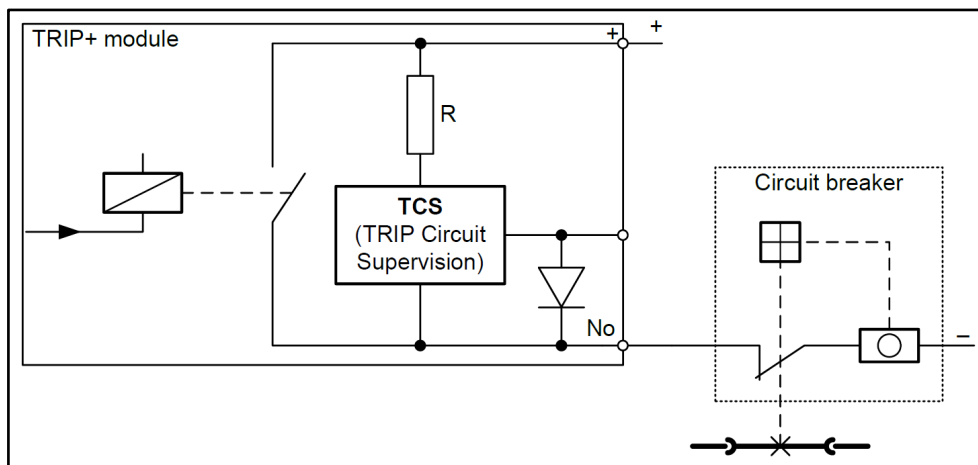 TRIP+ module
+ +
R
Circuit breaker
TCS
(TRIP Circuit
Supervision)
No
–